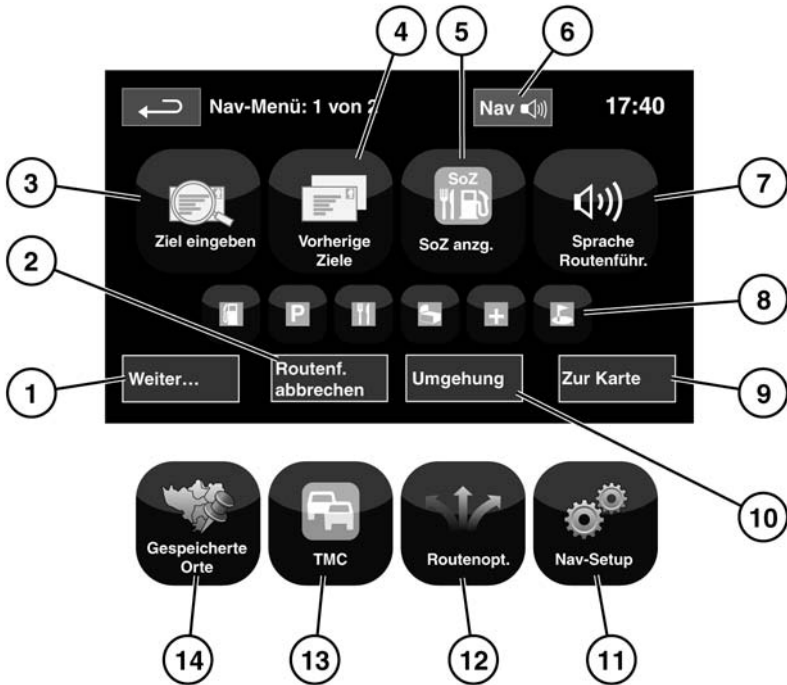 4
5
6
Nav-Menü: 1 von 2
Nav
17:40
3
Ziel eingeben
Vorherige
Ziele
SoZ
SoZ anzg.
Sprache
Routenführ.
7
2
P
8
1
Weiter...
Routenf.
abbrechen
Umgehung
Zur Karte
9
10
Gespeicherte
Orte
TMC
Routenopt.
Nav-Setup
14
13
12
11